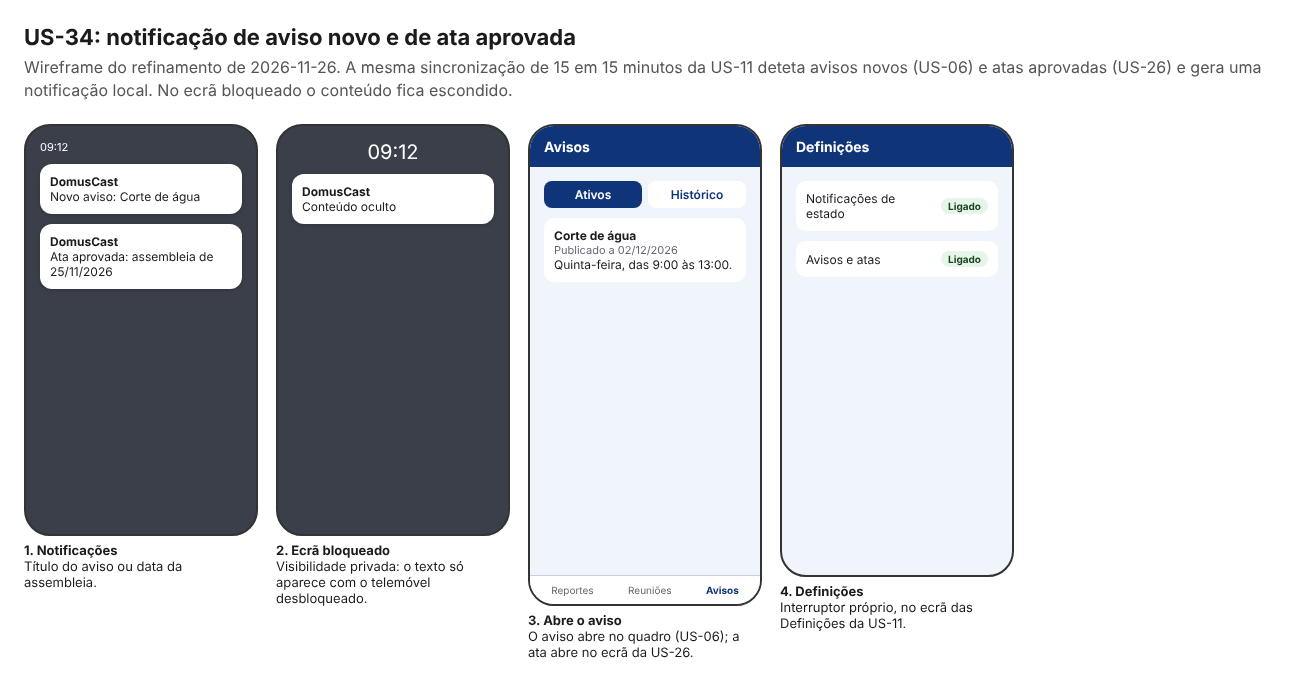 US-34: notificação de aviso novo e de ata aprovada
Wireframe do refinamento de 2026-11-26. A mesma sincronização de 15 em 15 minutos da US-11 deteta avisos novos (US-06) e atas aprovadas (US-26) e gera uma
notificação local. No ecrã bloqueado o conteúdo fica escondido.
09:12
DomusCast
Novo aviso: Corte de água
DomusCast
Ata aprovada: assembleia de
25/11/2026
1. Notificações
Título do aviso ou data da
assembleia.
09:12
DomusCast
Conteúdo oculto
2. Ecrã bloqueado
Visibilidade privada: o texto só
aparece com o telemóvel
desbloqueado.
Avisos
Ativos
Histórico
Corte de água
Publicado a 02/12/2026
Quinta-feira, das 9:00 às 13:00.
Reportes
Reuniões
Avisos
3. Abre o aviso
O aviso abre no quadro (US-06); a
ata abre no ecrã da US-26.
Definições
Notificações de
estado
Ligado
Avisos e atas
Ligado
4. Definições
Interruptor próprio, no ecrã das
Definições da US-11.